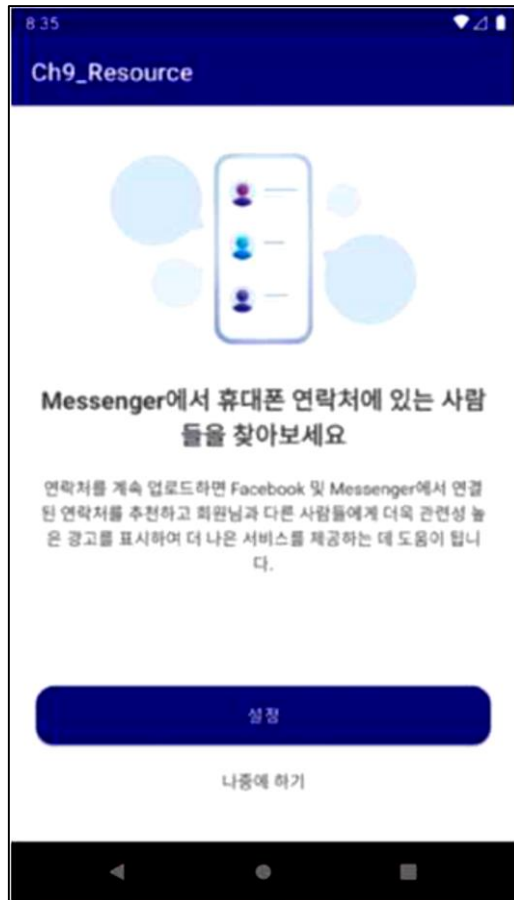 8:35
Ch9_Resource
Messenger에서 휴대폰 연락처에 있는 사람
들을 찾아보세요
연락처를 계속 업로드하면 Facebook 및 Messenger에서 연결
된 연락처를 추천하고 회원님과 다른 사람들에게 더욱 관련성 높
은 광고를 표시하여 더 나은 서비스를 제공하는 데 도움이 됩니
다.
설정
나중에 하기